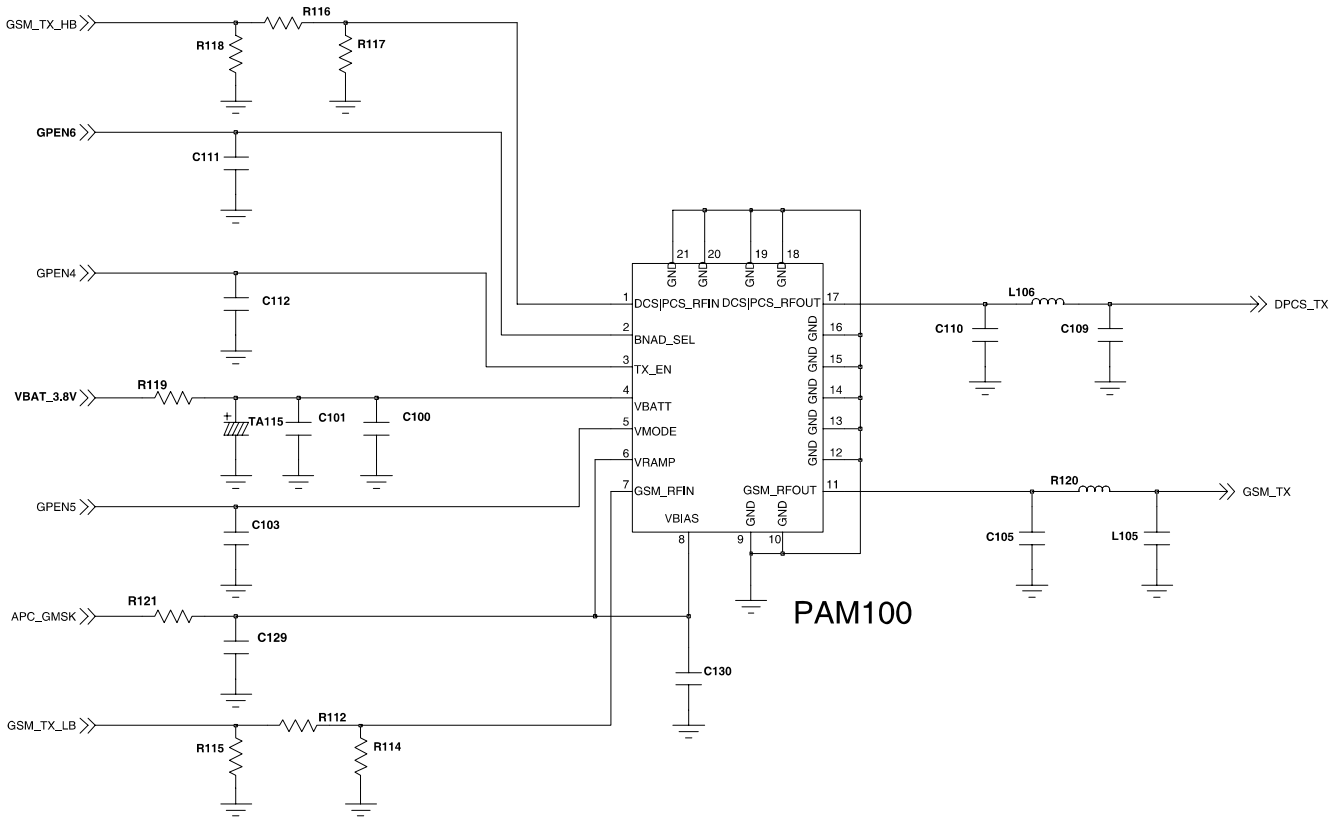 GSM_TX_HB
R116
R118
R117
GPEN6
C111
21
20
19
18
GND
GND
GND
GND
GPEN4
C112
1
DCS|PCS_RFIN
DCS|PCS_RFOUT
17
L106
DPCS_TX
2
BNAD_SEL
GND
16
C110
C109
3
TX_EN
GND
15
R119
VBAT_3.8V
4
VBATT
GND
14
+
TA115
C101
C100
5
VMODE
GND
13
6
VRAMP
GND
12
7
GSM_RFIN
GSM_RFOUT
11
R120
GSM_TX
GPEN5
C103
VBIAS
GND
GND
8
9
10
C105
L105
R121
APC_GMSK
PAM100
C129
C130
GSM_TX_LB
R112
R115
R114